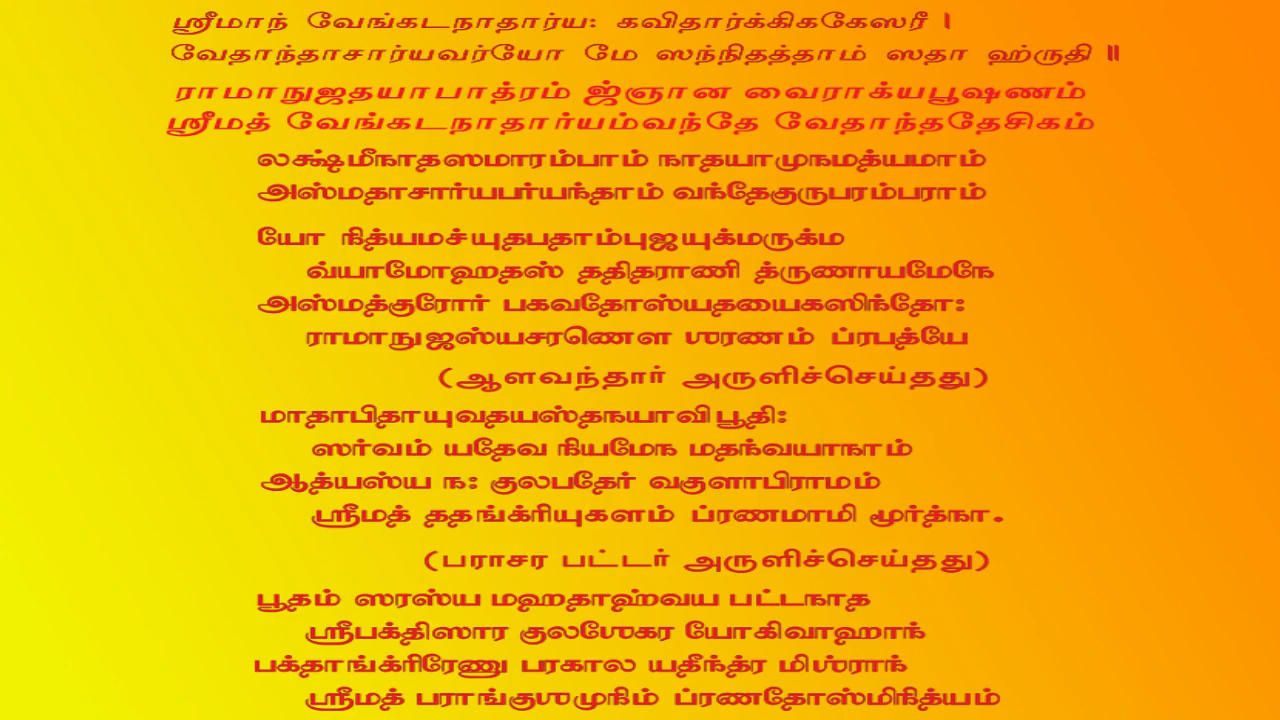 ஸ்ரீமாந் வேங்கடநாதார்ய: கவிதார்க்கிககேஸரீ |
வேதாந்தாசார்யவர்யோ மே ஸந்நிதத்தாம் ஸதா ஹ்ருதி ||
ராமாநுஜதயாபாத்ரம் ஜ்ஞான வைராக்யபூஷணம்
ஸ்ரீமத் வேங்கடநாதார்யம்வந்தே வேதாந்ததேசிகம்
லக்ஷ்மீநாதஸமாரம்பாம் நாதயாமுநமத்யமாம்
அஸ்மதாசார்யபர்யந்தாம் வந்தேகுருபரம்பராம்
யோ நித்யமச்யுதபதாம்புஜயுக்மருக்ம
வ்யாமோஹதஸ் ததிதராணி த்ருணாயமேநே
அஸ்மத்குரோர் பகவதோஸ்யதயைகஸிந்தோ:
ராமாநுஜஸ்யசரணௌ ஶரணம் ப்ரபத்யே
(ஆளவந்தார் அருளிச்செய்தது)
மாதாபிதாயுவதயஸ்தநயாவிபூதி:
ஸர்வம் யதேவ நியமேந மதந்வயாநாம்
ஆத்யஸ்ய ந: குலபதேர் வகுளாபிராமம்
ஸ்ரீமத் ததங்க்ரியுகளம் ப்ரணமாமி மூர்த்நா.
(பராசர பட்டர் அருளிச்செய்தது)
பூதம் ஸரஸ்ய மஹதாஹ்வய பட்டநாத
ஸ்ரீபக்திஸார குலஶேகர யோகிவாஹாந்
பக்தாங்க்ரிரேணு பரகால யதீந்த்ர மிஶ்ராந்
ஸ்ரீமத் பராங்குஶமுநிம் ப்ரணதோஸ்மிநித்யம்